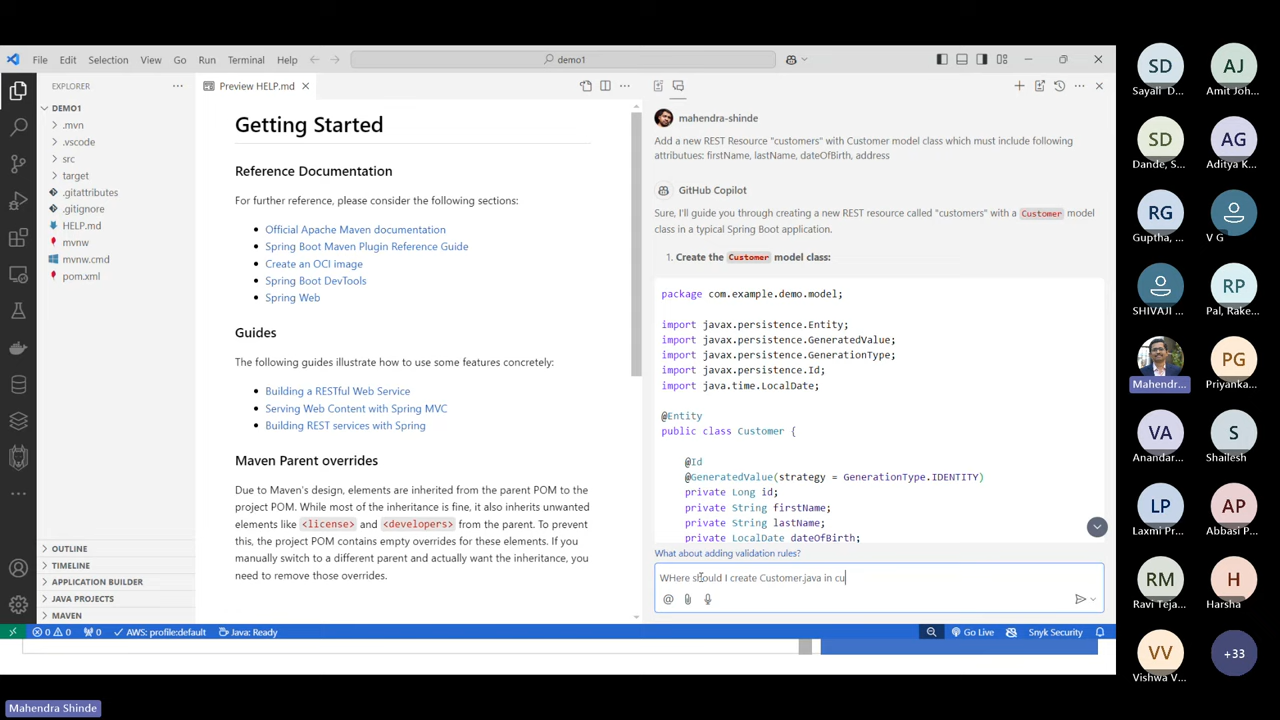 File Edit Selection View Go Run Terminal Help
demo1
EXPLORER
DEMO1
.mvn
.vscode
src
target
.gitattributes
.gitignore
HELP.md
mvnw
mvnw.cmd
pom.xml
OUTLINE
TIMELINE
APPLICATION BUILDER
JAVA PROJECTS
MAVEN
Preview HELP.md
Getting Started
Reference Documentation
For further reference, please consider the following sections:
Official Apache Maven documentation
Spring Boot Maven Plugin Reference Guide
Create an OCI image
Spring Boot DevTools
Spring Web
Guides
The following guides illustrate how to use some features concretely:
Building a RESTful Web Service
Serving Web Content with Spring MVC
Building REST services with Spring
Maven Parent overrides
Due to Maven's design, elements are inherited from the parent POM to the
project POM. While most of the inheritance is fine, it also inherits unwanted
elements like <license> and <developers> from the parent. To prevent
this, the project POM contains empty overrides for these elements. If you
manually switch to a different parent and actually want the inheritance, you
need to remove those overrides.
mahendra-shinde
Add a new REST Resource "customers" with Customer model class which must include following
attributues: firstName, lastName, dateOfBirth, address
GitHub Copilot
Sure, I'll guide you through creating a new REST resource called "customers" with a Customer model
class in a typical Spring Boot application.
1. Create the Customer model class:
package com.example.demo.model;
import javax.persistence.Entity;
import javax.persistence.GeneratedValue;
import javax.persistence.GenerationType;
import javax.persistence.Id;
import java.time.LocalDate;
@Entity
public class Customer {
@Id
@GeneratedValue(strategy = GenerationType.IDENTITY)
private Long id;
private String firstName;
private String lastName;
private LocalDate dateOfBirth;
What about adding validation rules?
WHere should I create Customer.java in cu
0 0 0 AWS: profile:default Java: Ready
Go Live Snyk Security
SD
Sayali D...
AJ
Amit Joh...
SD
Dande, S...
AG
Aditya K...
RG
Guptha, ...
V G
SHIVAJI ...
RP
Pal, Rake...
Mahendr...
PG
Priyanka...
VA
Anandar...
S
Shailesh
LP
Laxmi Pr...
AP
Abbasi P...
RM
Ravi Teja...
H
Harsha
VV
Vishwa V...
+33
Mahendra Shinde